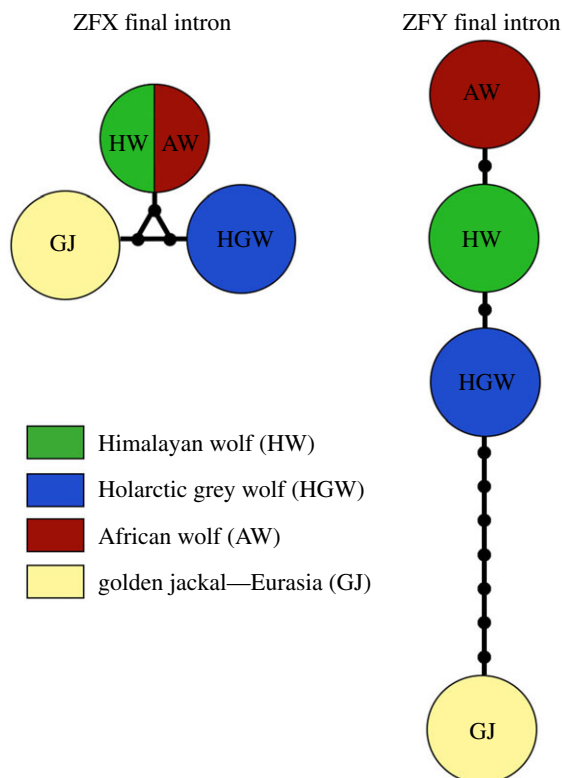 ZFX final intron
ZFY final intron
HW AW
GJ
HGW
AW
HW
HGW
GJ
Himalayan wolf (HW)
Holarctic grey wolf (HGW)
African wolf (AW)
golden jackal—Eurasia (GJ)